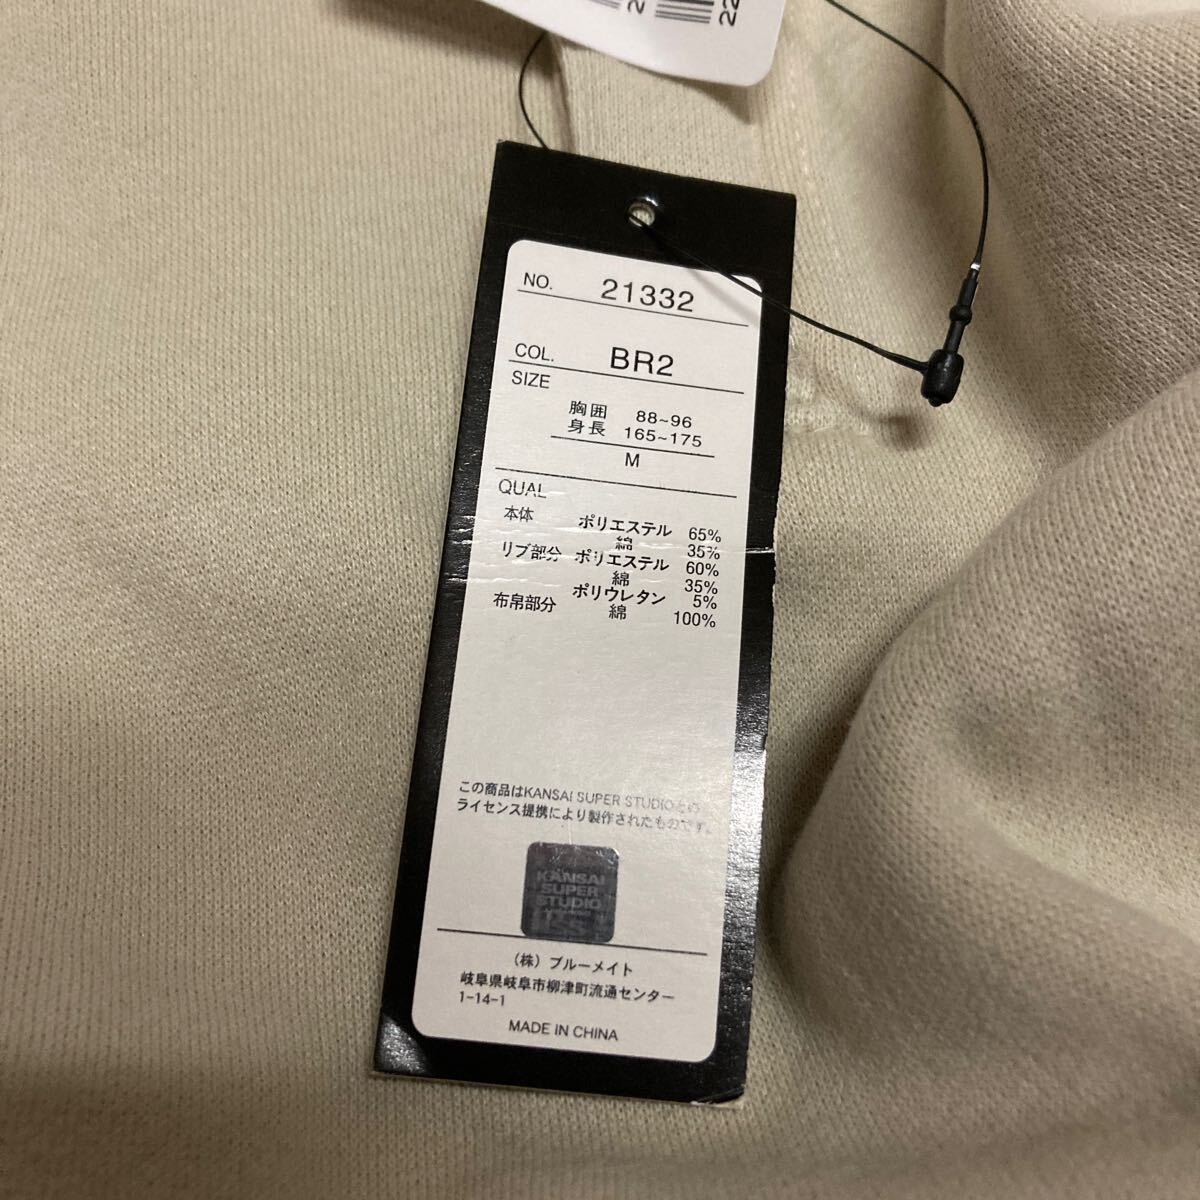 NO. 21332
COL. BR2
SIZE
胸囲 88~96
身長 165~175
M
QUAL
本体 ポリエステル 65%
綿 35%
リブ部分 ポリエステル 60%
綿 35%
ポリウレタン 5%
布帛部分 綿 100%
この商品はKANSAI SUPER STUDIOとの
ライセンス提携により製作されたものです。
KANSAI
SUPER
STUDIO
(株) ブルーメイト
岐阜県岐阜市柳津町流通センター
1-14-1
MADE IN CHINA